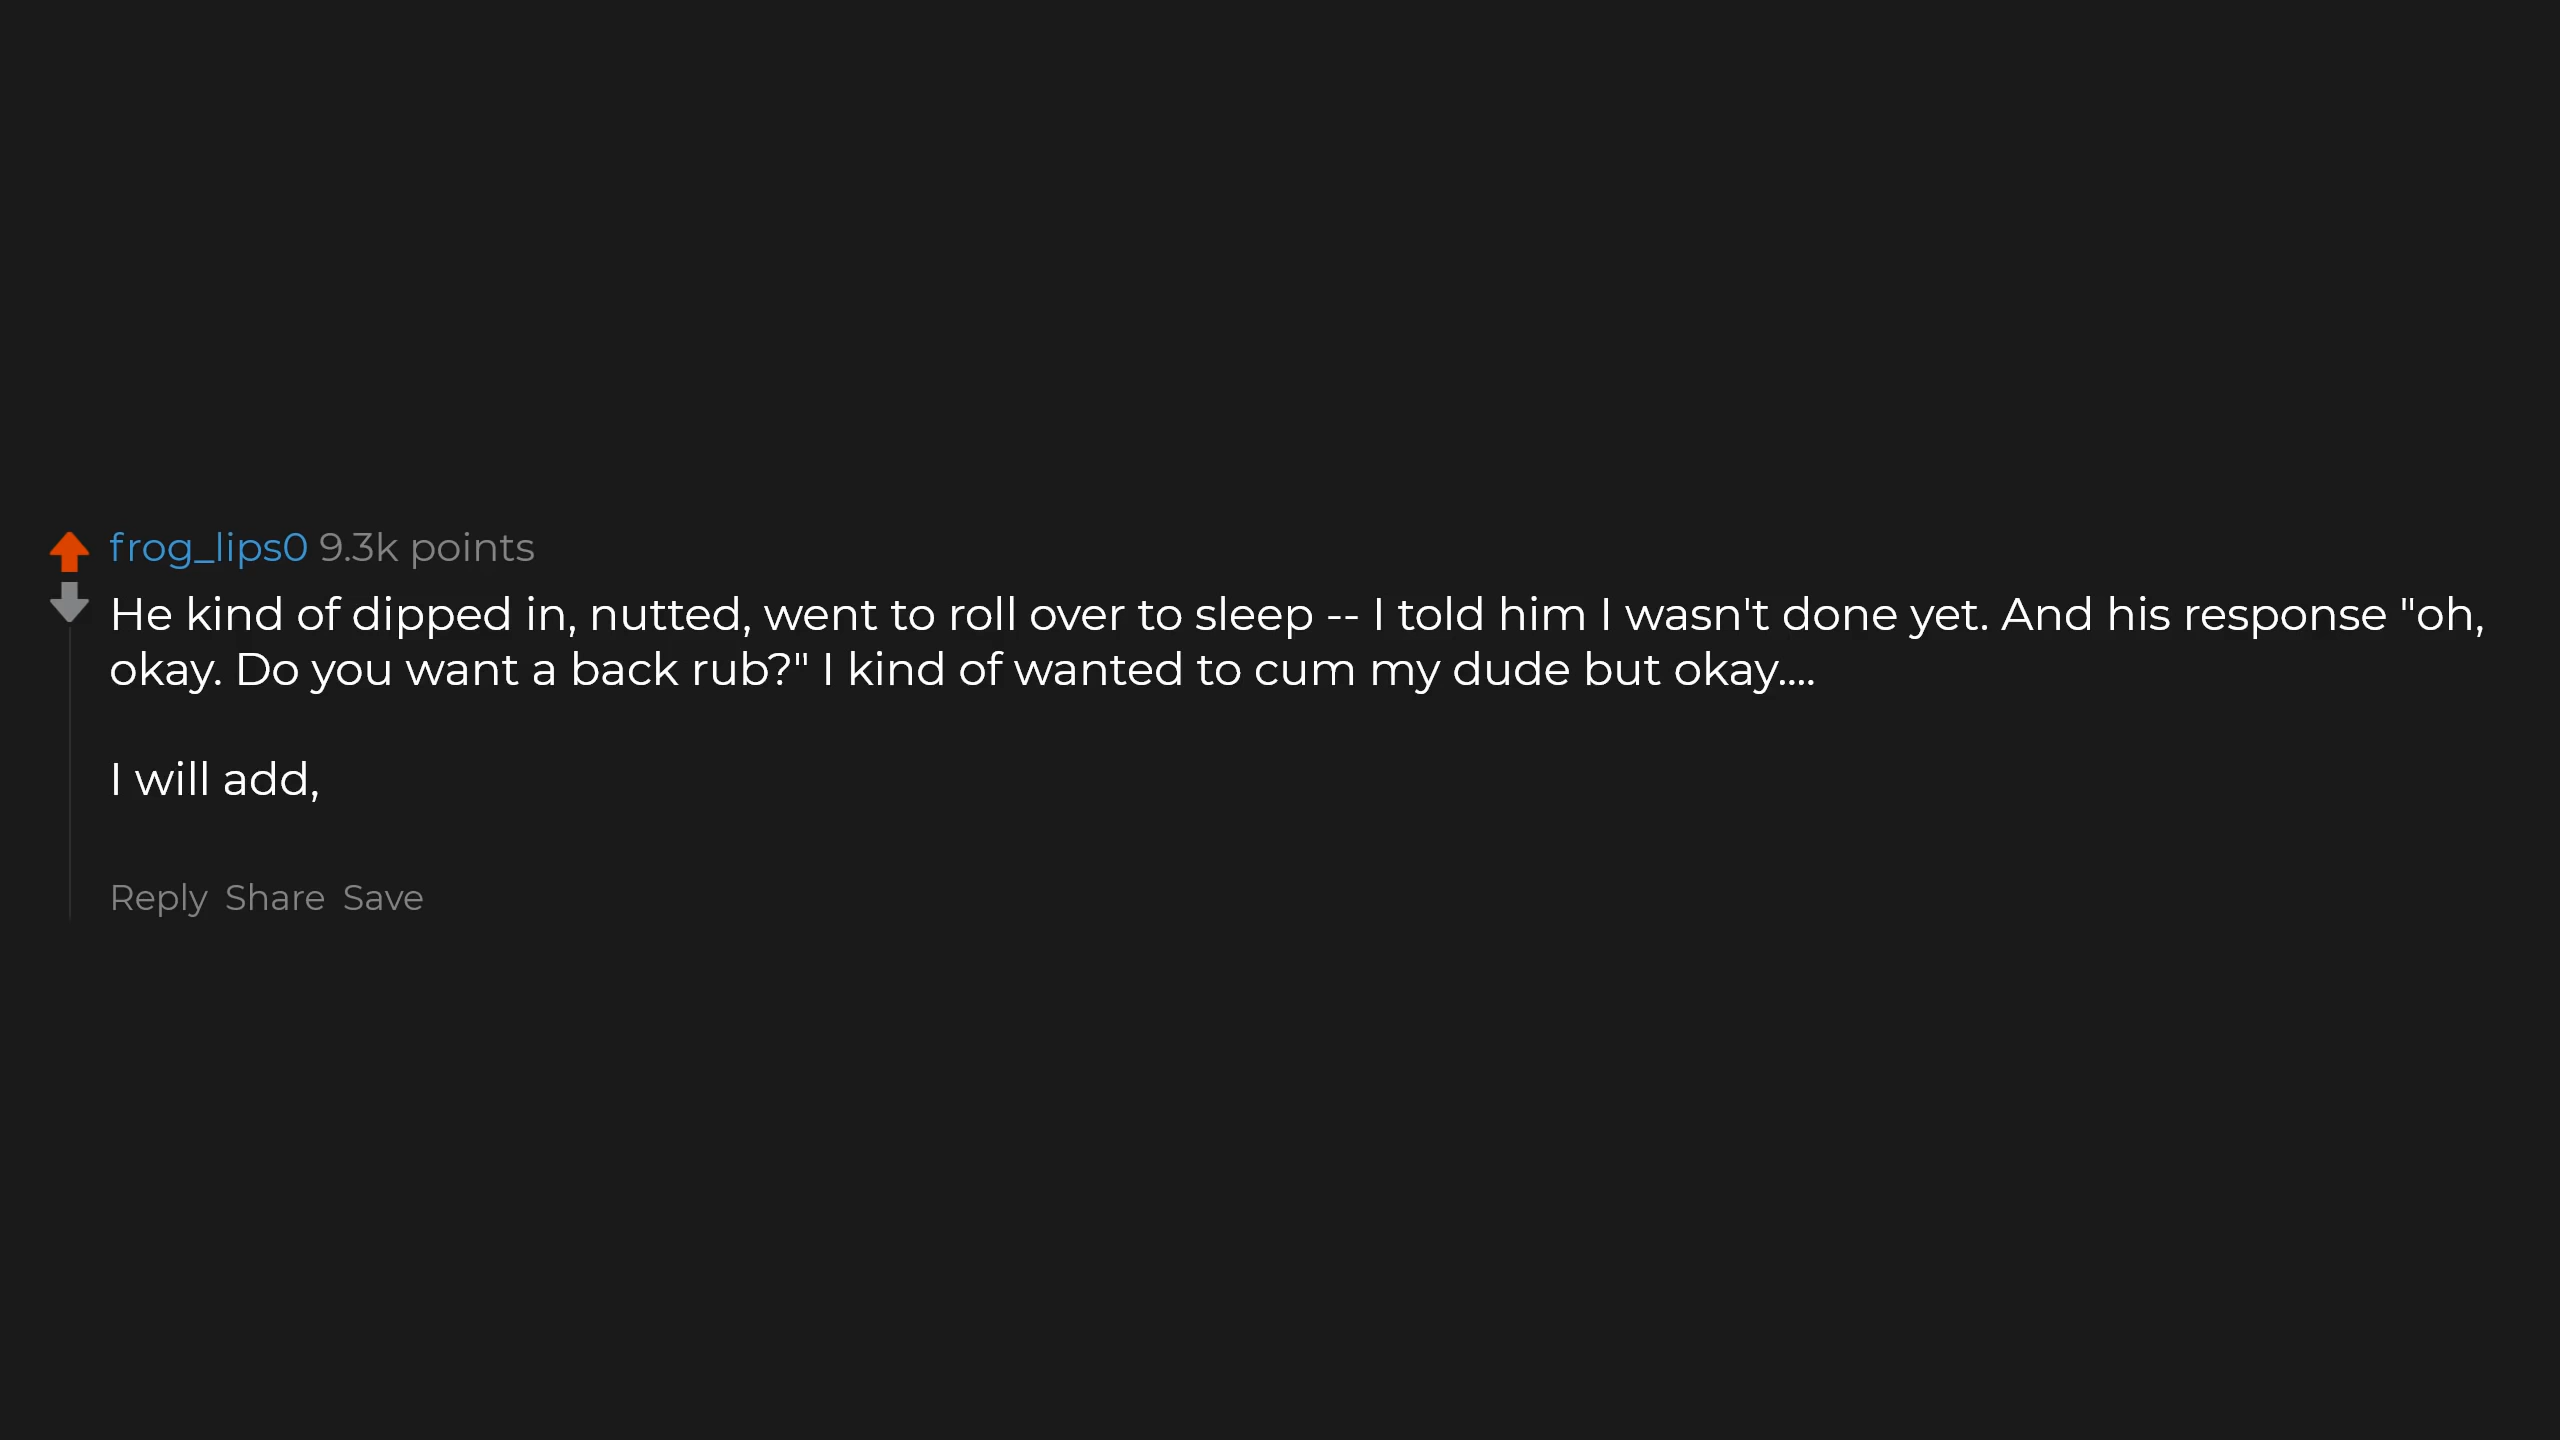 frog_lips0 9.3k points
He kind of dipped in, nutted, went to roll over to sleep -- I told him I wasn't done yet. And his response "oh,
okay. Do you want a back rub?" I kind of wanted to cum my dude but okay....
I will add,
Reply Share Save